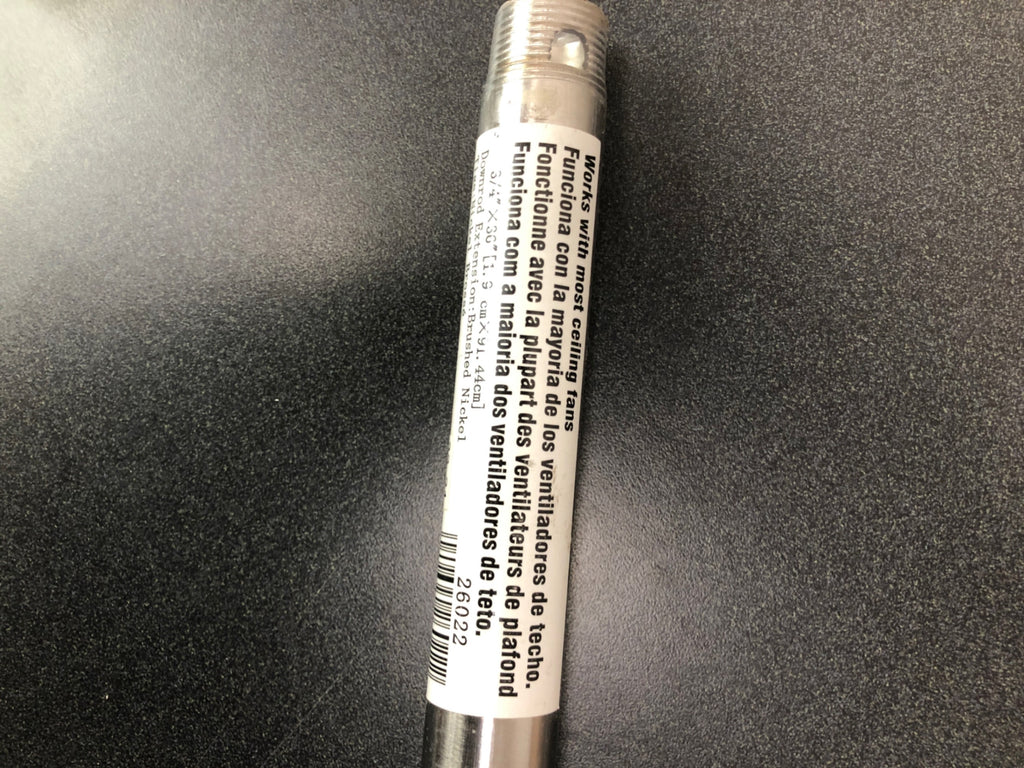 Works with most ceiling fans
Funciona con la mayoria de los ventiladores de techo.
Fonctionne avec la plupart des ventilateurs de plafond
Funciona com a maioria dos ventiladores de teto.
3/4"×36"[1.9 cm×91.44cm]
Downrod Extension:Brushed Nickel
26022